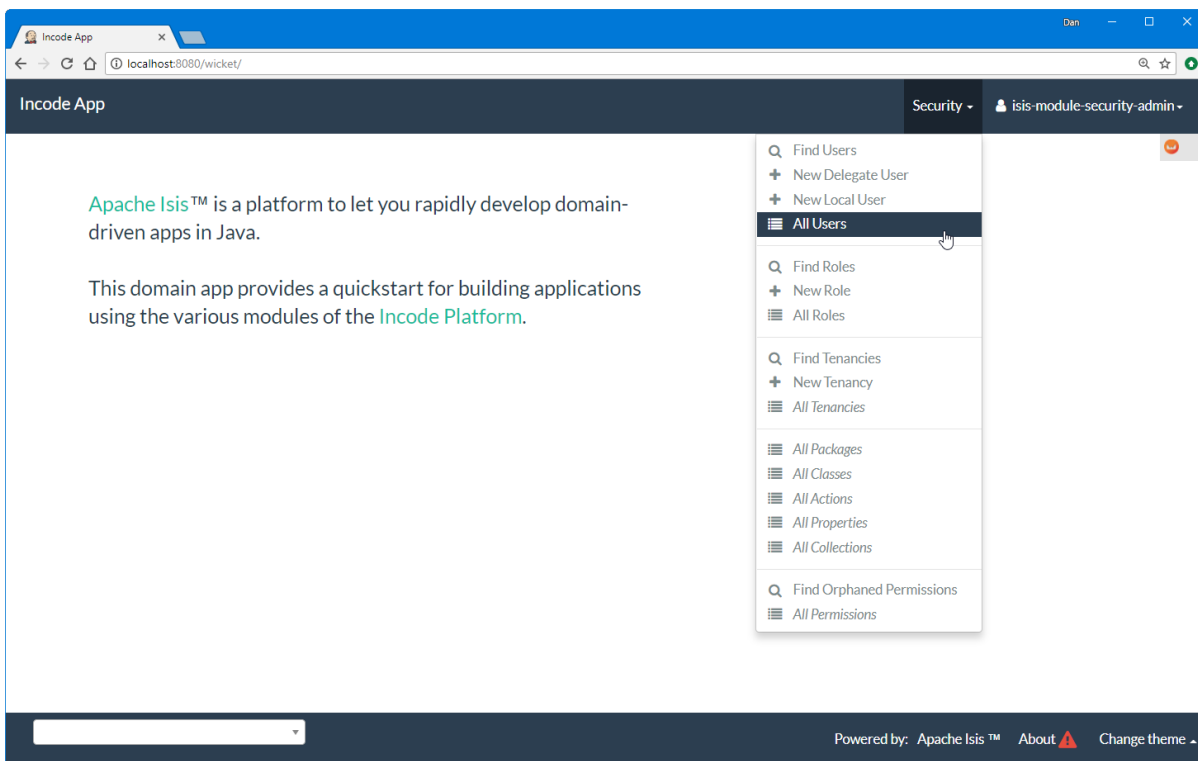 Dan
Incode App
localhost:8080/wicket/
Incode App
Security
isis-module-security-admin
Apache Isis™ is a platform to let you rapidly develop domain-
driven apps in Java.
This domain app provides a quickstart for building applications
using the various modules of the Incode Platform.
Find Users
New Delegate User
New Local User
All Users
Find Roles
New Role
All Roles
Find Tenancies
New Tenancy
All Tenancies
All Packages
All Classes
All Actions
All Properties
All Collections
Find Orphaned Permissions
All Permissions
Powered by: Apache Isis ™ About Change theme